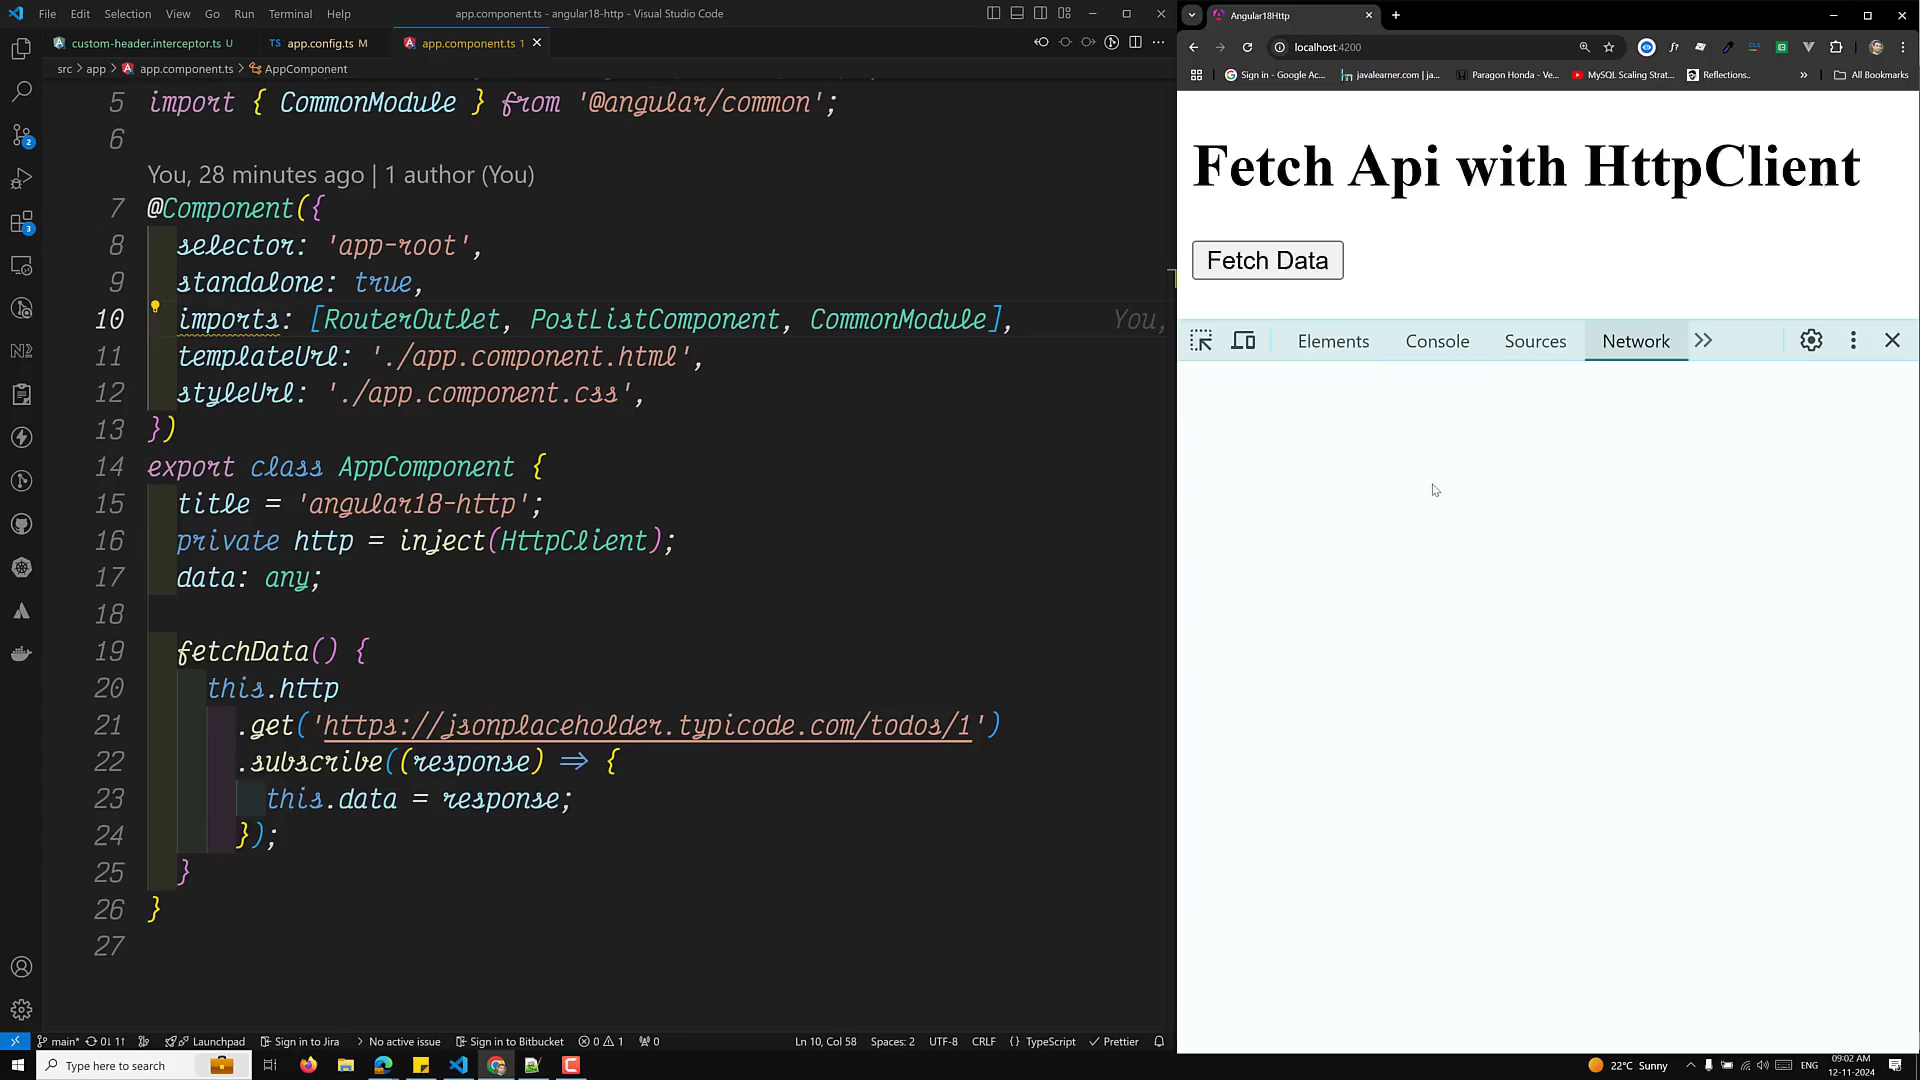 File Edit Selection View Go Run Terminal Help
app.component.ts - angular18-http - Visual Studio Code
custom-header.interceptor.ts U
app.config.ts M
app.component.ts 1
src > app > app.component.ts > AppComponent
5 import { CommonModule } from '@angular/common';
6
You, 28 minutes ago | 1 author (You)
7 @Component({
8 selector: 'app-root',
9 standalone: true,
10 imports: [RouterOutlet, PostListComponent, CommonModule], You,
11 templateUrl: './app.component.html',
12 styleUrl: './app.component.css',
13 })
14 export class AppComponent {
15 title = 'angular18-http';
16 private http = inject(HttpClient);
17 data: any;
18
19 fetchData() {
20 this.http
21 .get('https://jsonplaceholder.typicode.com/todos/1')
22 .subscribe((response) => {
23 this.data = response;
24 });
25 }
26 }
27
2
3
N2
main* 0↓ 1↑ Launchpad Sign in to Jira No active issue Sign in to Bitbucket 0 1 0
Ln 10, Col 58 Spaces: 2 UTF-8 CRLF {} TypeScript Prettier
Angular18Http
localhost:4200
Sign in - Google Ac... javalearner.com | ja... Paragon Honda - Ve... MySQL Scaling Strat... Reflections.. » All Bookmarks
Fetch Api with HttpClient
Fetch Data
Elements Console Sources Network »
Type here to search
22°C Sunny
ENG
09:02 AM
12-11-2024